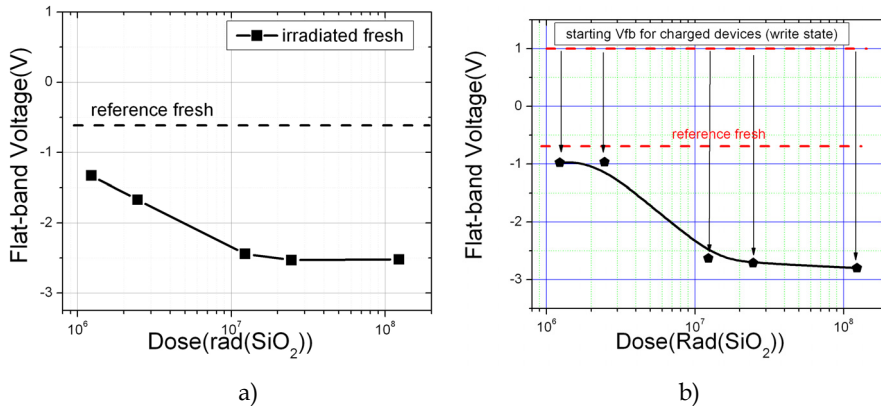 irradiated fresh
reference fresh
Flat-band Voltage(V)
1
0
-1
-2
-3
10^6
10^7
10^8
Dose(rad(SiO2))
a)
starting Vfb for charged devices (write state)
reference fresh
Flat-band Voltage(V)
1
0
-1
-2
-3
10^6
10^7
10^8
Dose(Rad(SiO2))
b)